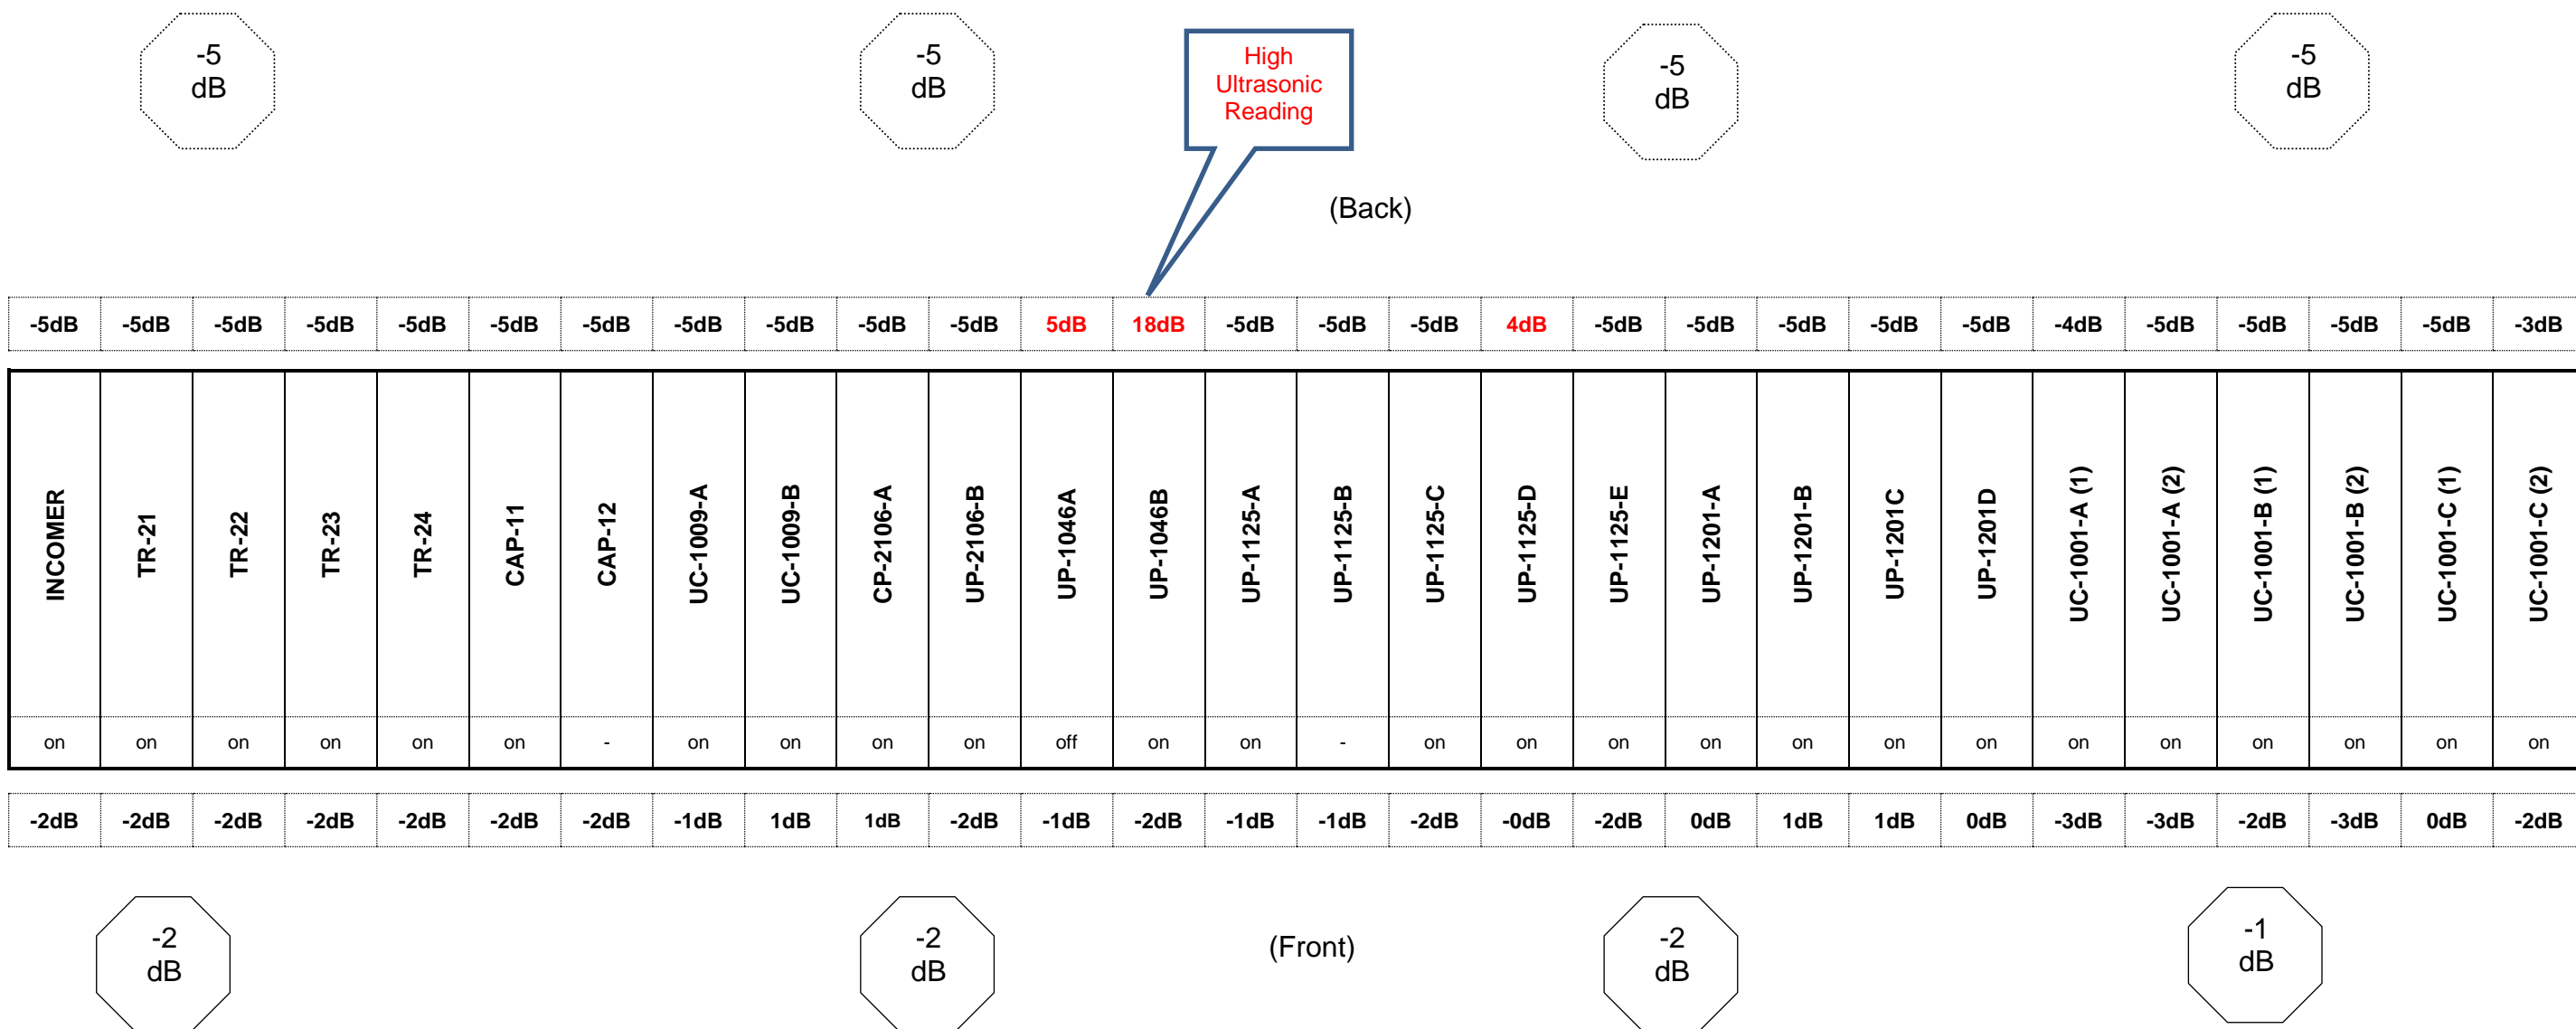 -5
dB
-5
dB
High
Ultrasonic
Reading
-5
dB
-5
dB
(Back)
-5dB -5dB -5dB -5dB -5dB -5dB -5dB -5dB -5dB -5dB -5dB 5dB 18dB -5dB -5dB -5dB 4dB -5dB -5dB -5dB -5dB -5dB -4dB -5dB -5dB -5dB -5dB -3dB
INCOMER
TR-21
TR-22
TR-23
TR-24
CAP-11
CAP-12
UC-1009-A
UC-1009-B
CP-2106-A
UP-2106-B
UP-1046A
UP-1046B
UP-1125-A
UP-1125-B
UP-1125-C
UP-1125-D
UP-1125-E
UP-1201-A
UP-1201-B
UP-1201C
UP-1201D
UC-1001-A (1)
UC-1001-A (2)
UC-1001-B (1)
UC-1001-B (2)
UC-1001-C (1)
UC-1001-C (2)
on on on on on on - on on on on off on on - on on on on on on on on on on on on on
-2dB -2dB -2dB -2dB -2dB -2dB -2dB -1dB 1dB 1dB -2dB -1dB -2dB -1dB -1dB -2dB -0dB -2dB 0dB 1dB 1dB 0dB -3dB -3dB -2dB -3dB 0dB -2dB
-2
dB
-2
dB
(Front)
-2
dB
-1
dB